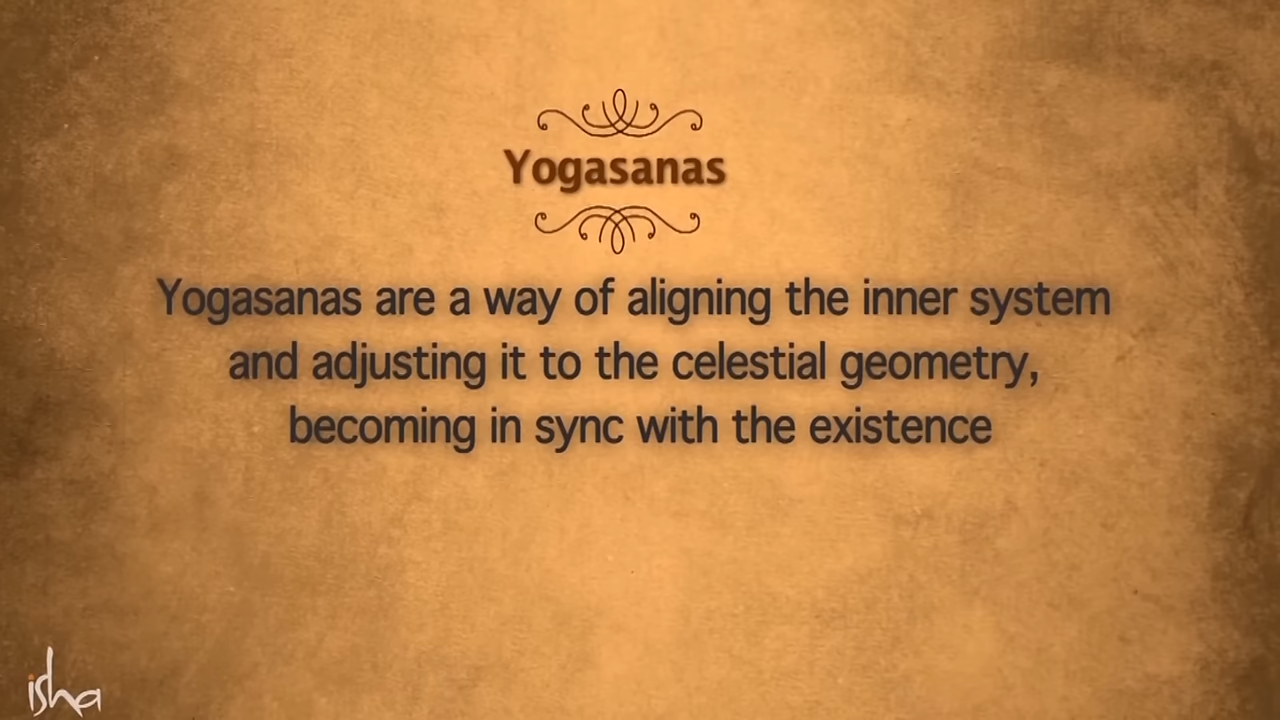 Yogasanas
Yogasanas are a way of aligning the inner system
and adjusting it to the celestial geometry,
becoming in sync with the existence
isha